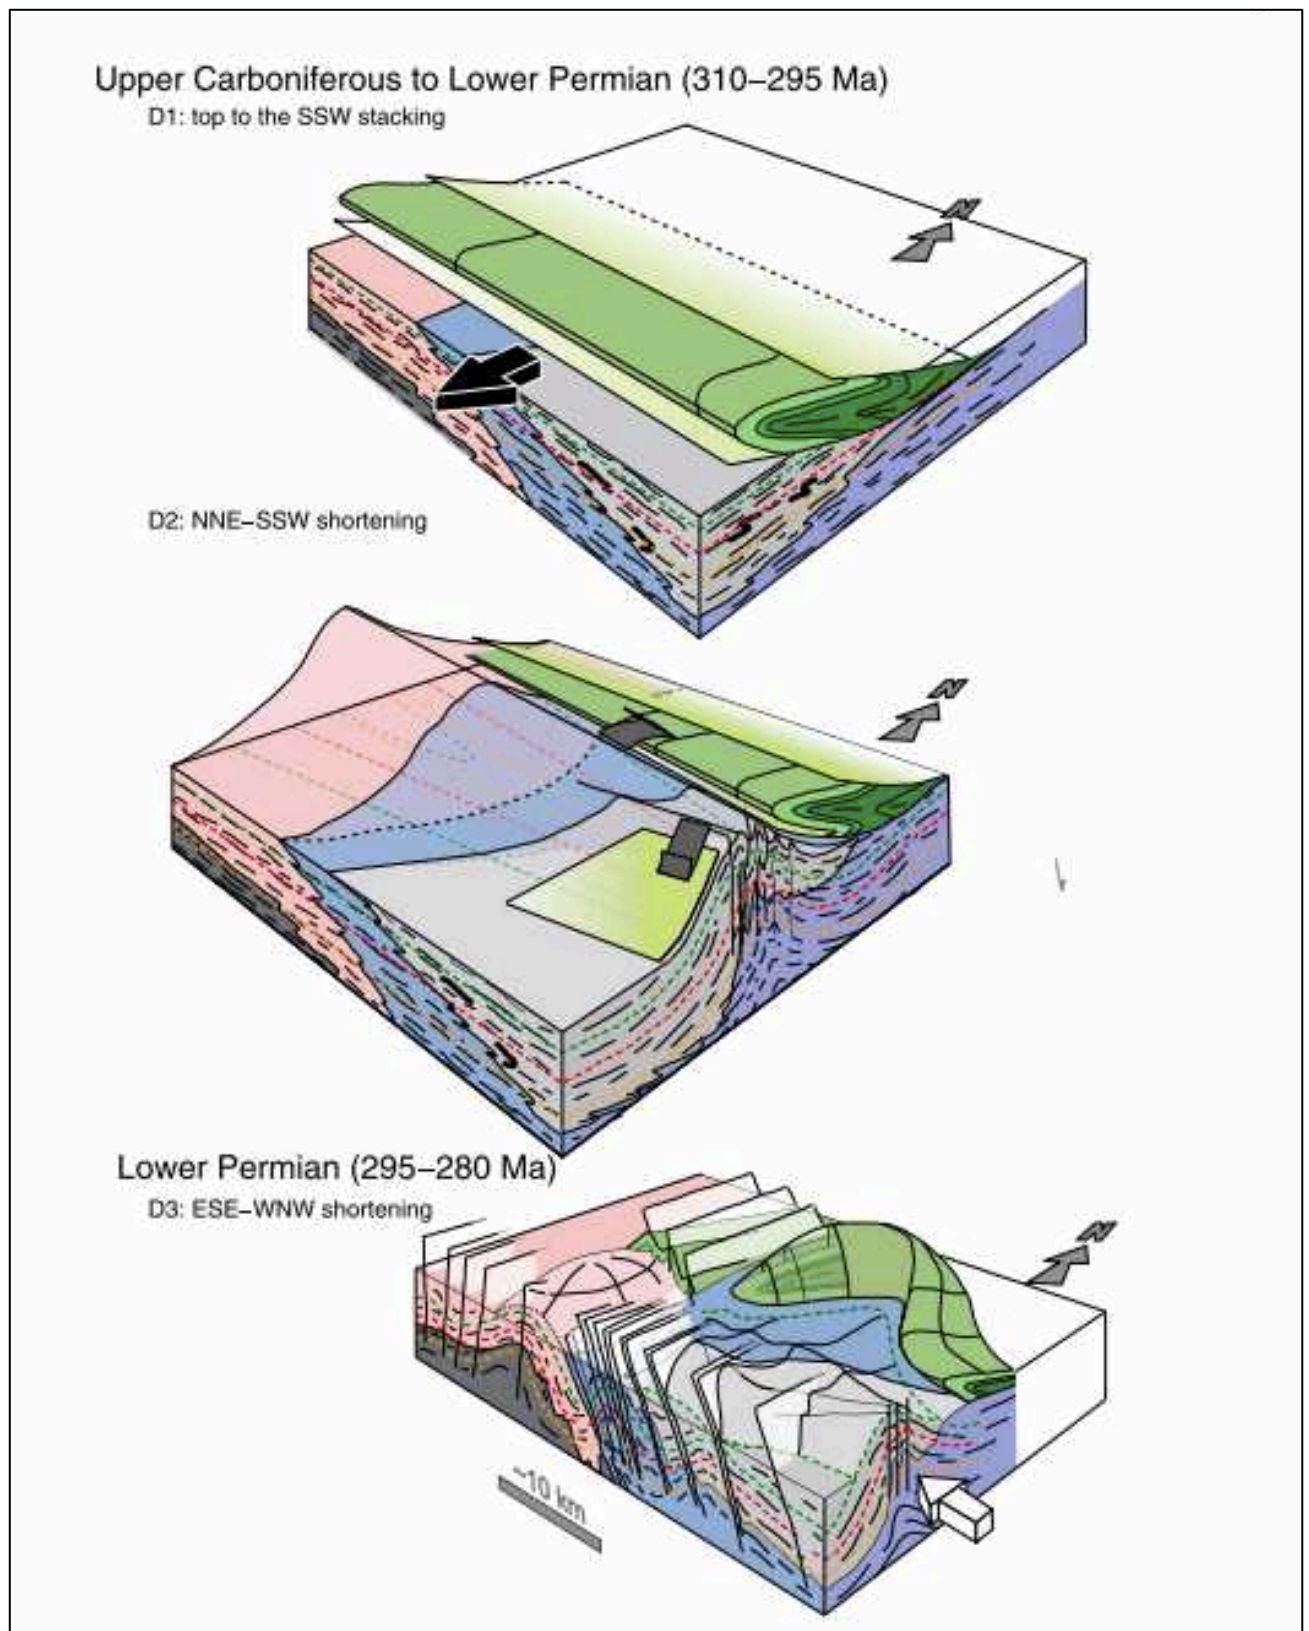 Upper Carboniferous to Lower Permian (310–295 Ma)
D1: top to the SSW stacking
N
D2: NNE–SSW shortening
N
Lower Permian (295–280 Ma)
D3: ESE–WNW shortening
N
~10 km